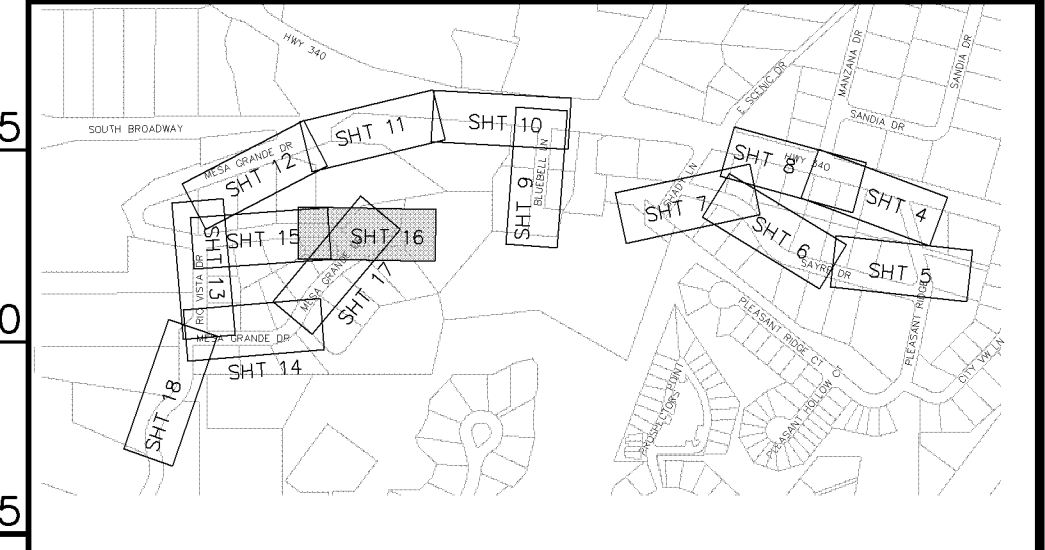 HWY 340
MANZANA DR
SANDIA DR
E SCENIC DR
SANDIA DR
5
SOUTH BROADWAY
SHT 11
SHT 10
BLUEBELL LN
MESA GRANDE DR
SHT 12
SHT 8
HWY 340
SHT 9
SHT 7
SHT 4
SHT 15
SHT 16
SHT 6
SAYRE DR
SHT 5
SHT 13
RIO VISTA DR
MESA GRANDE
SHT 17
0
MESA GRANDE DR
SHT 14
PLEASANT RIDGE CT
PLEASANT RIDGE
CITY VW LN
SHT 18
PROSPECTORS POINT
PLEASANT HOLLOW CT
5